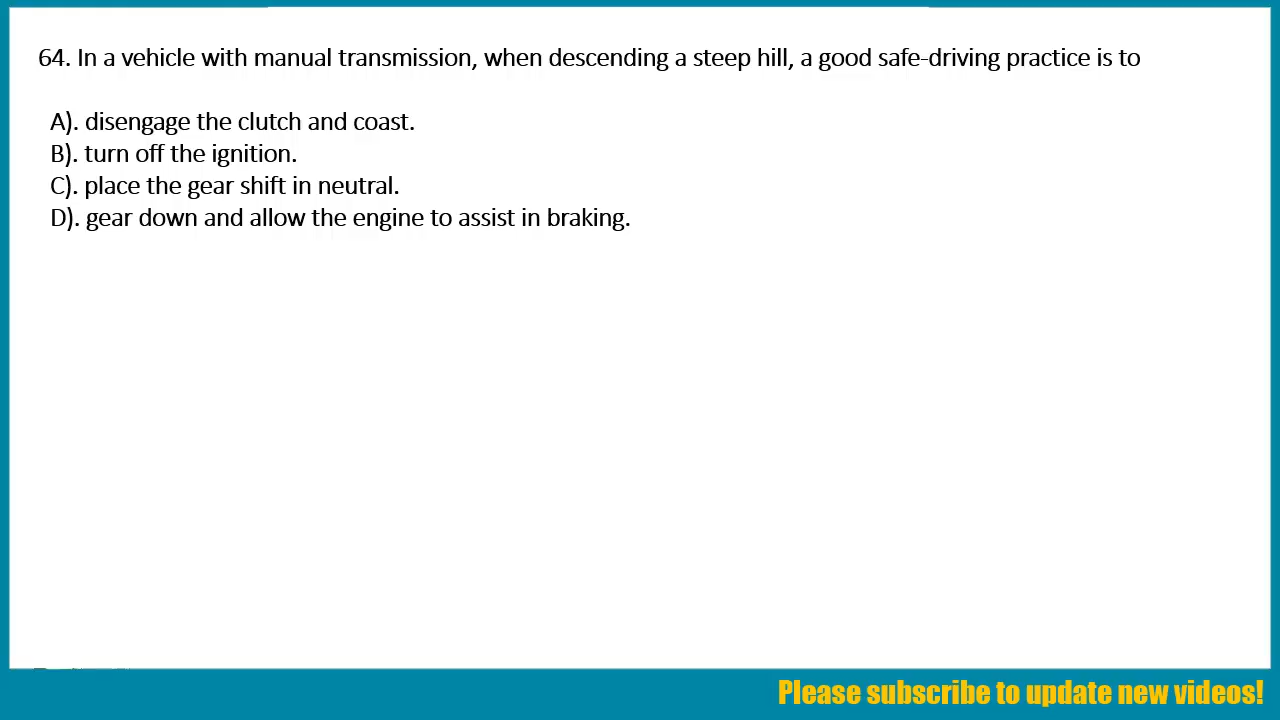 64. In a vehicle with manual transmission, when descending a steep hill, a good safe-driving practice is to
A). disengage the clutch and coast.
B). turn off the ignition.
C). place the gear shift in neutral.
D). gear down and allow the engine to assist in braking.
Please subscribe to update new videos!